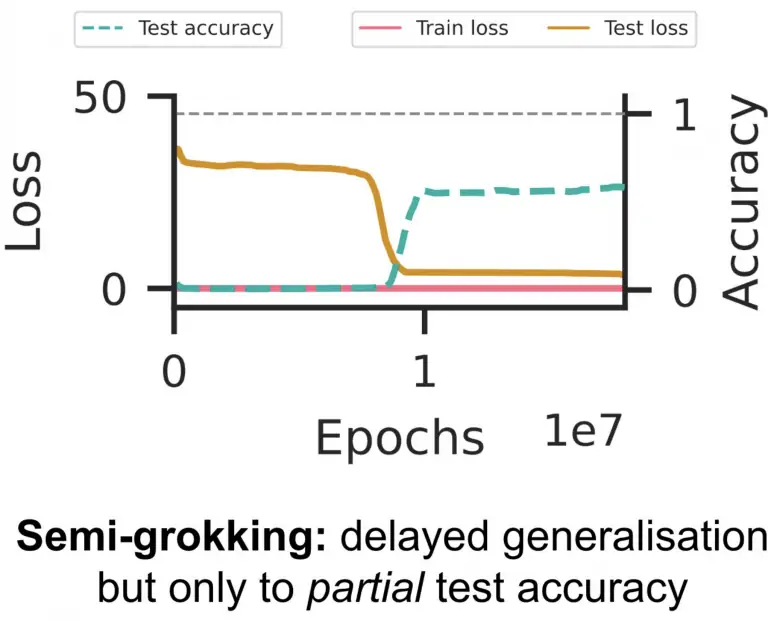 Test accuracy
Train loss
Test loss
50
0
Loss
1
0
Accuracy
0
1
Epochs
1e7
Semi-grokking: delayed generalisation
but only to partial test accuracy